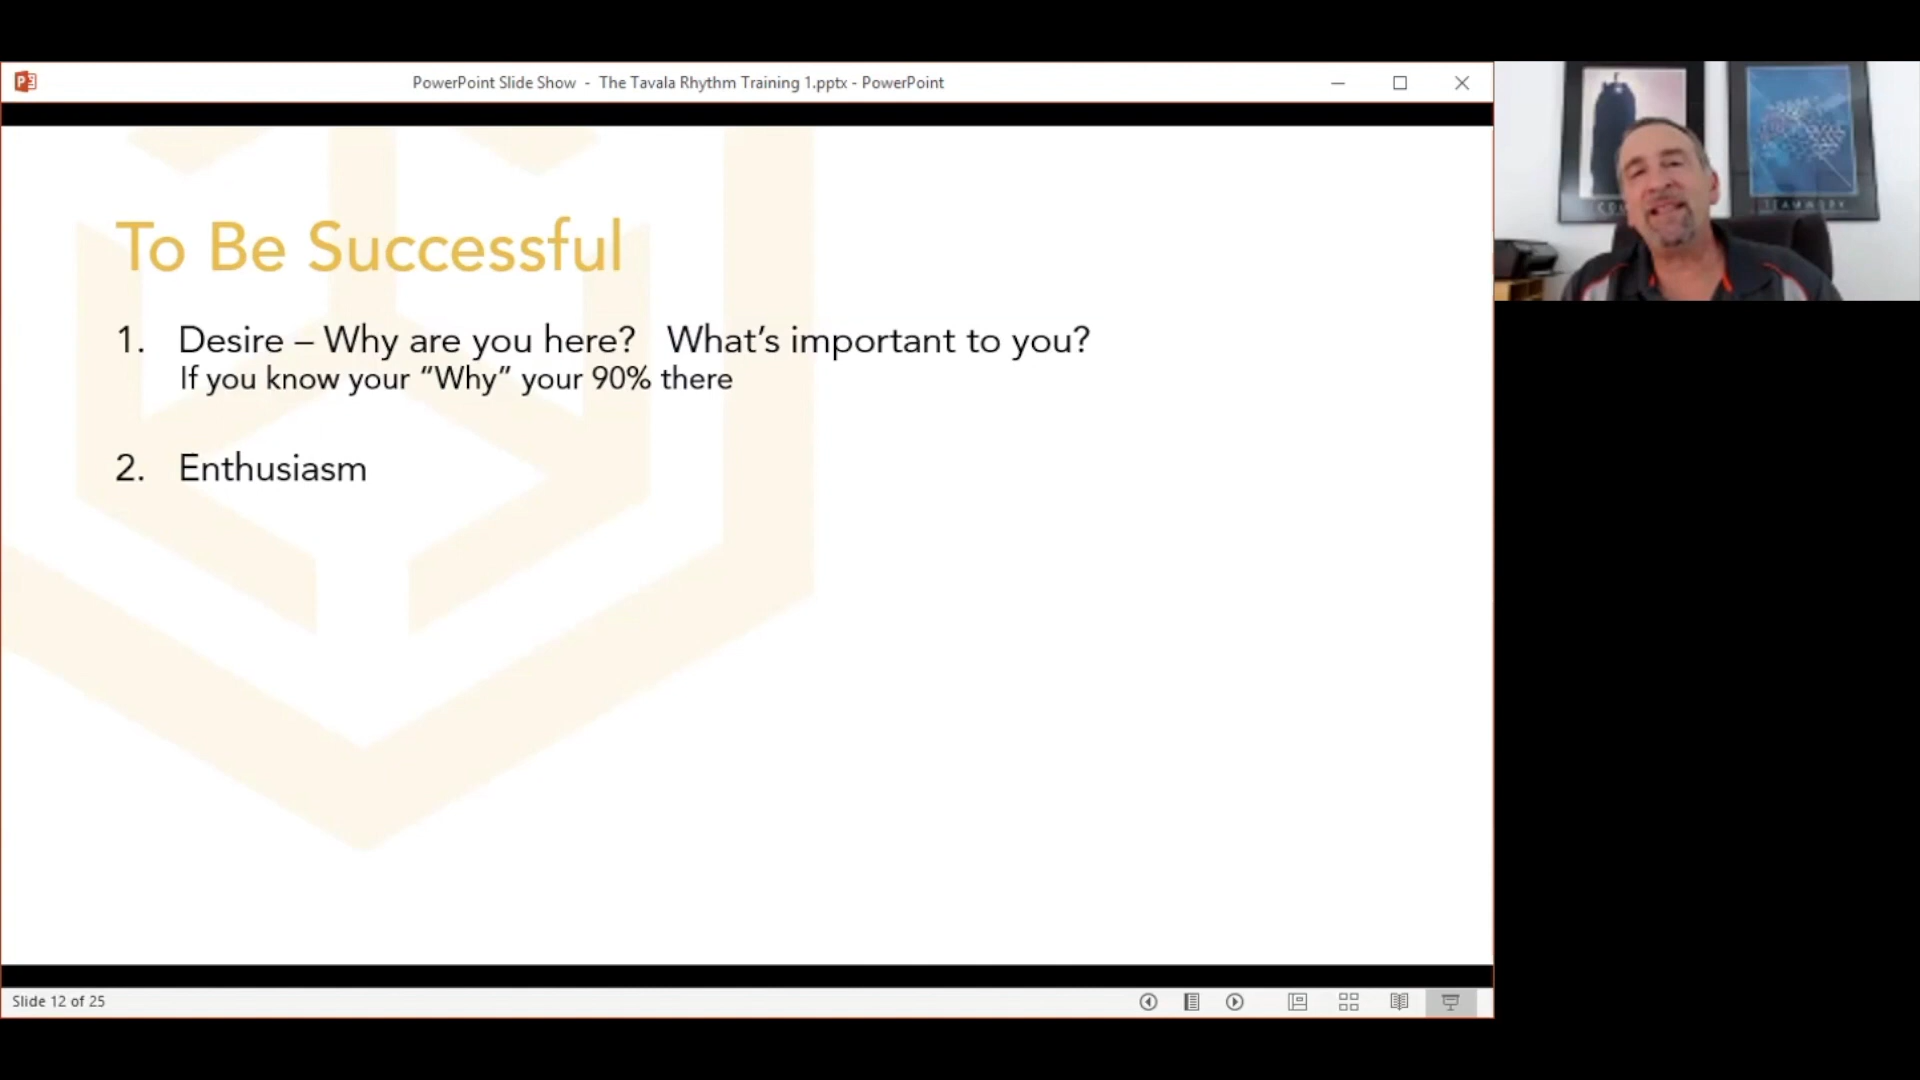 PowerPoint Slide Show - The Tavala Rhythm Training 1.pptx - PowerPoint
To Be Successful
1. Desire – Why are you here? What’s important to you?
If you know your “Why” your 90% there
2. Enthusiasm
TEAMWORK
Slide 12 of 25